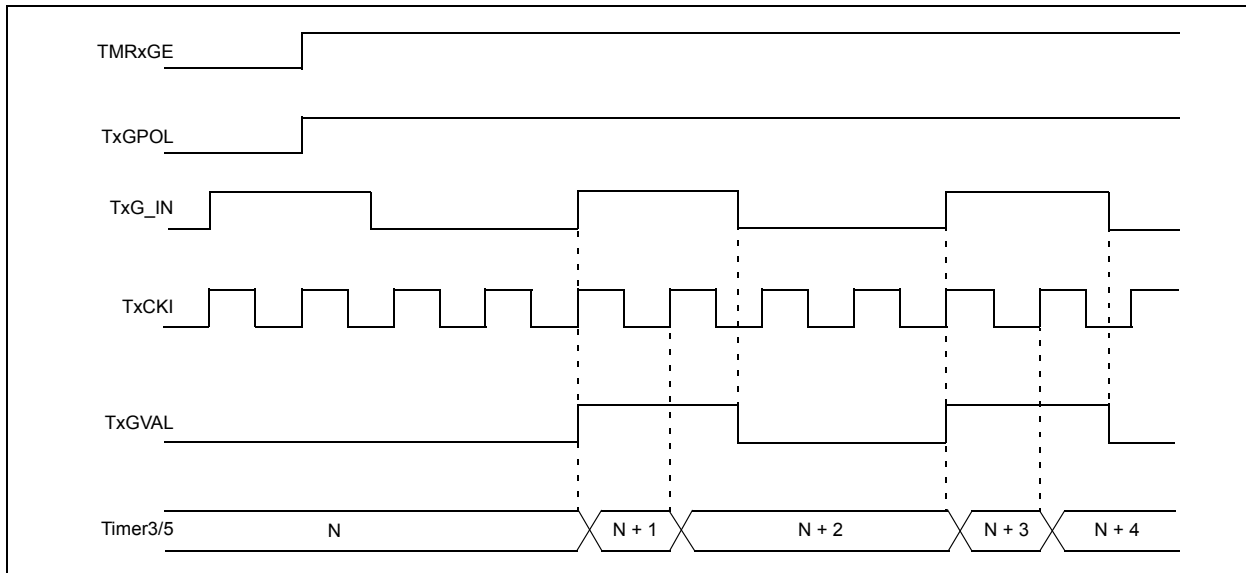 TMRxGE
TxGPOL
TxG_IN
TxCKI
TxGVAL
Timer3/5 N N + 1 N + 2 N + 3 N + 4